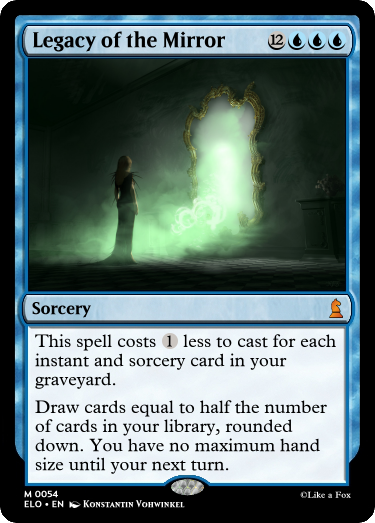 Legacy of the Mirror 12
Sorcery
This spell costs 1 less to cast for each
instant and sorcery card in your
graveyard.
Draw cards equal to half the number
of cards in your library, rounded
down. You have no maximum hand
size until your next turn.
M 0054
ELO • EN Konstantin Vohwinkel
©Like a Fox